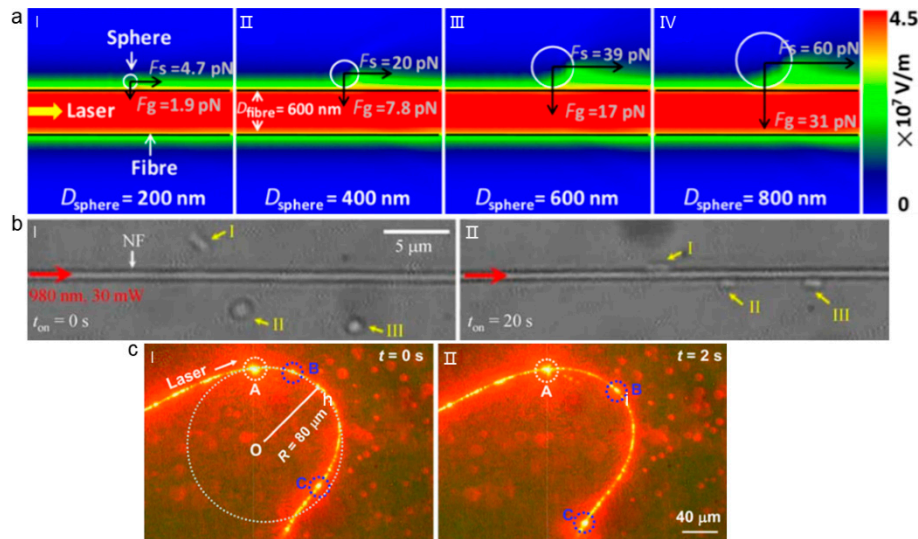 a
I
Sphere
Fs=4.7 pN
Fg=1.9 pN
Laser
Fibre
Dsphere=200 nm
II
Fs=20 pN
Dfibre=600 nm
Fg=7.8 pN
Dsphere=400 nm
III
Fs=39 pN
Fg=17 pN
Dsphere=600 nm
IV
Fs=60 pN
Fg=31 pN
Dsphere=800 nm
4.5
×10⁷ V/m
0
b
I
NF
I
5 μm
980 nm, 30 mW
II
III
ton = 0 s
II
I
II
III
ton = 20 s
c
I
Laser
t=0 s
A
B
h
O
R = 80 μm
C
II
t=2 s
A
B
i
C
40 μm